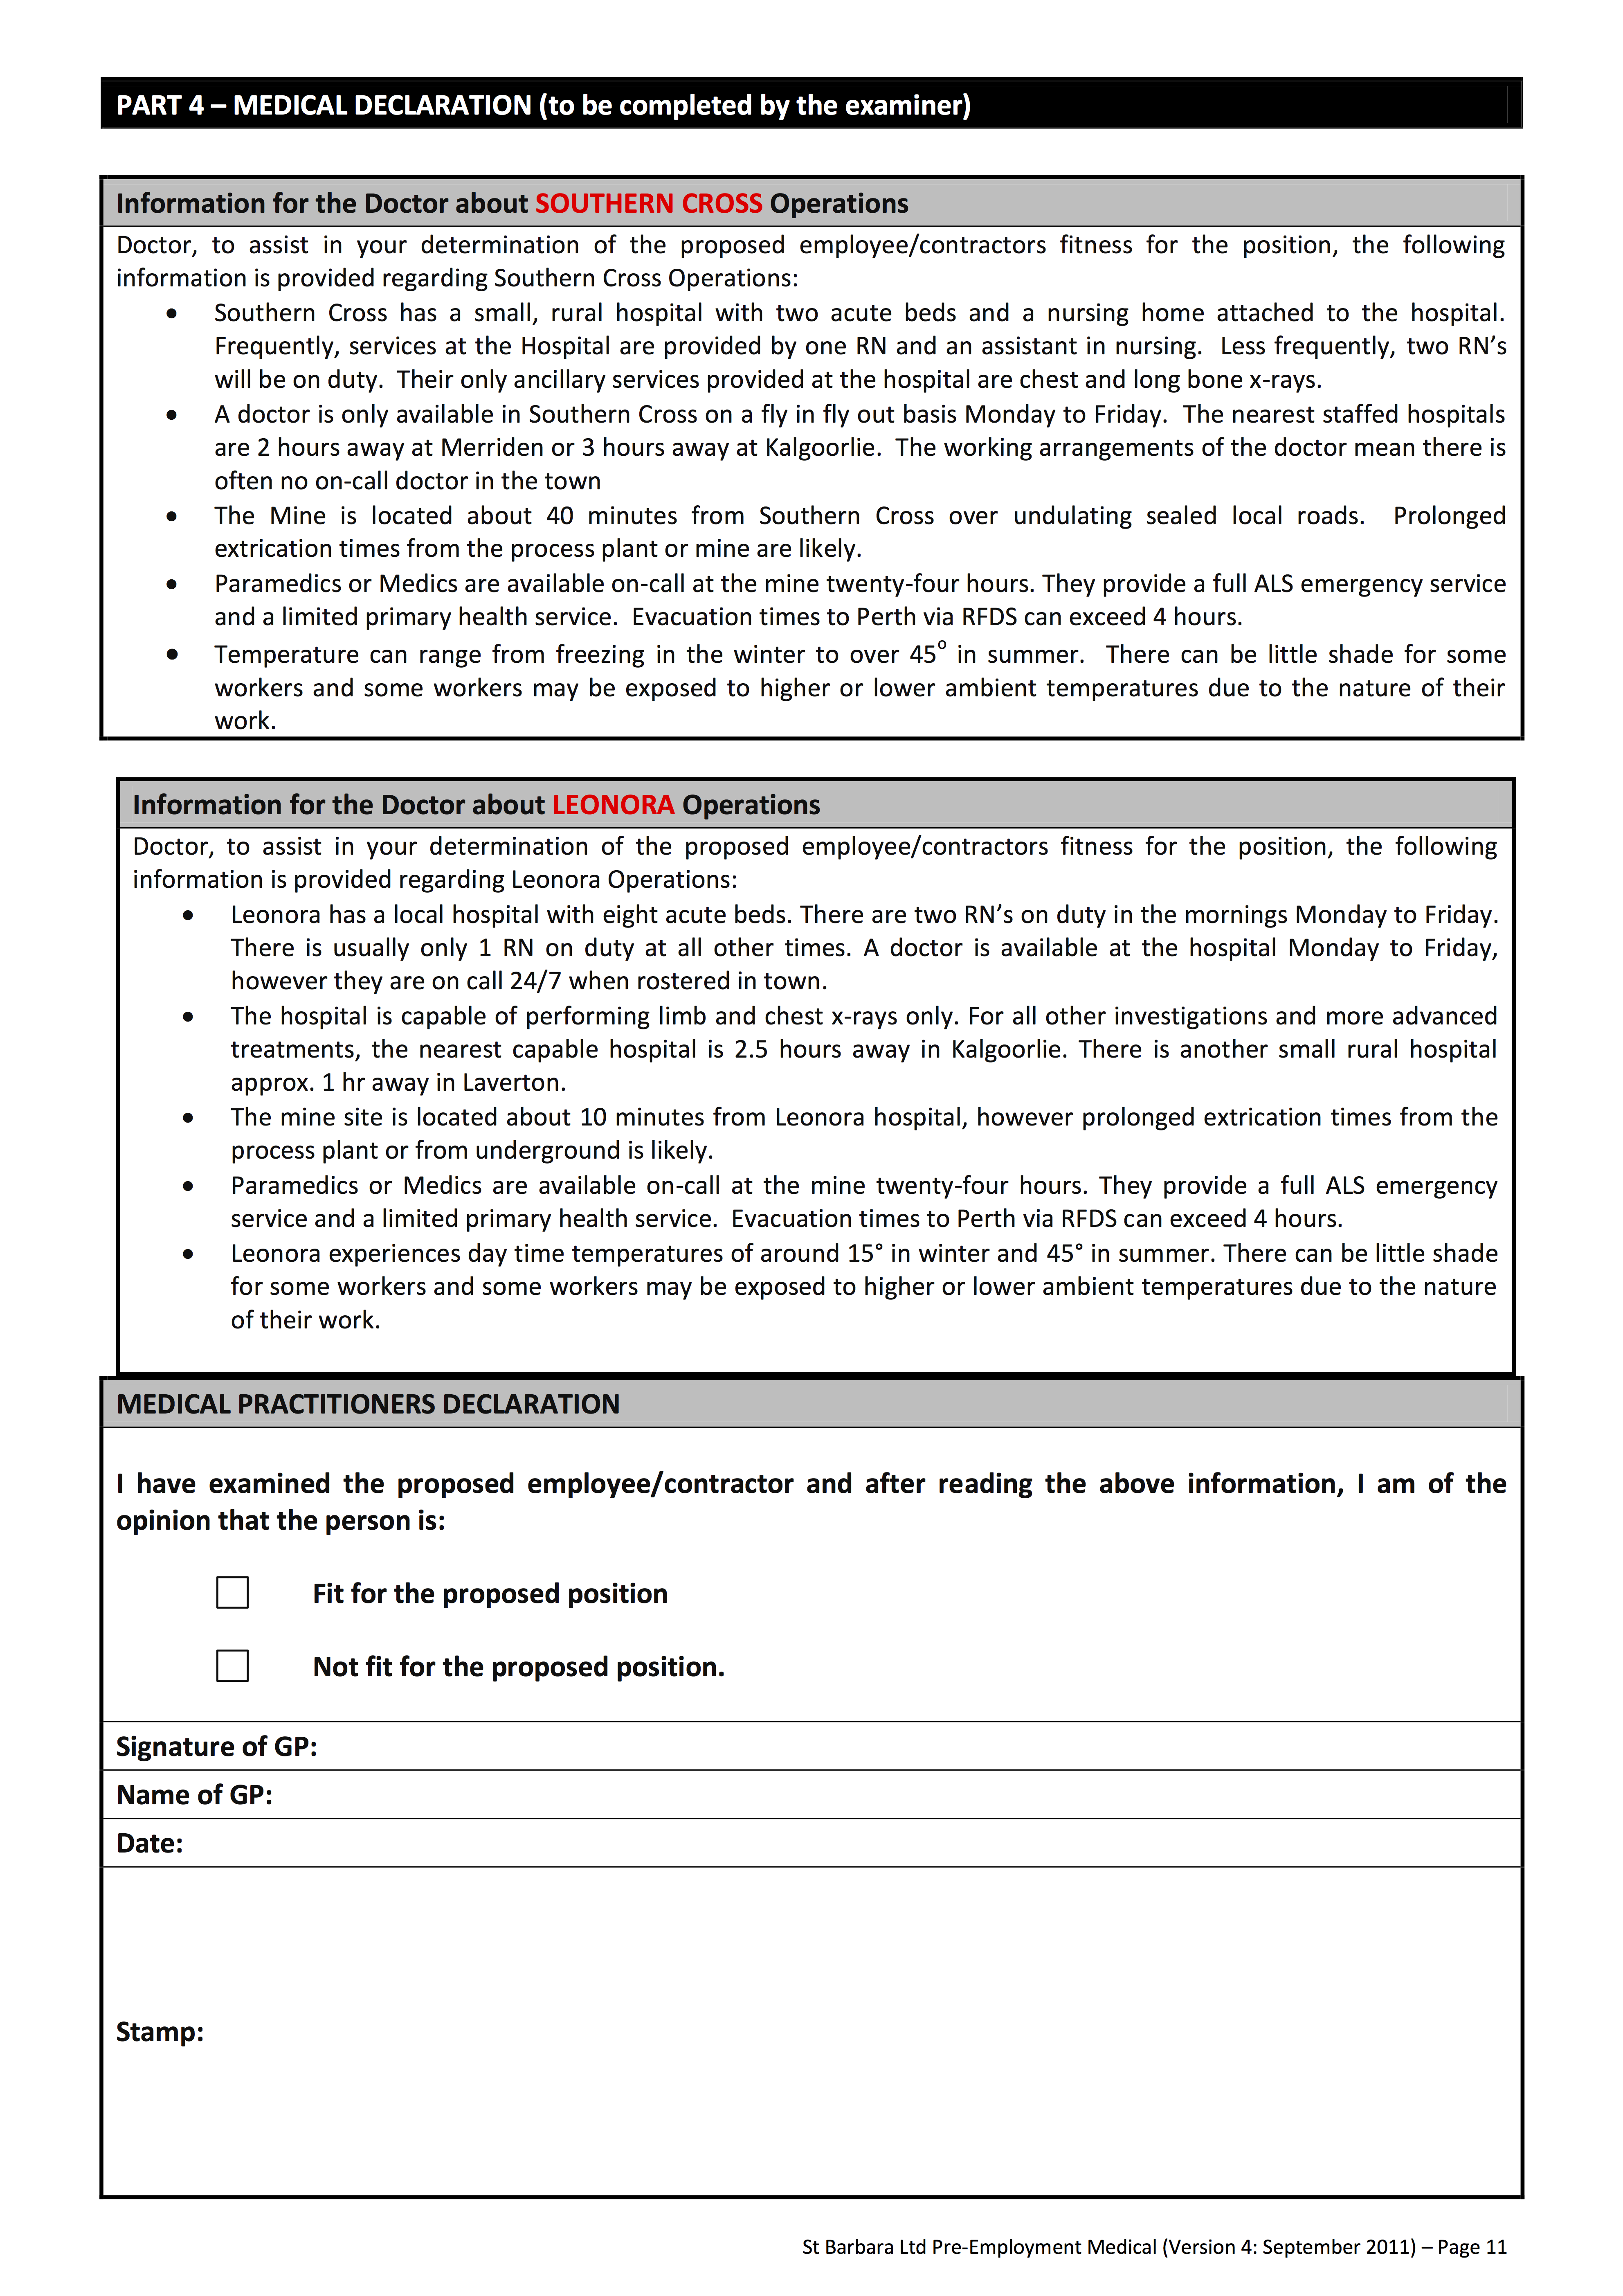 PART 4 – MEDICAL DECLARATION (to be completed by the examiner)
Information for the Doctor about SOUTHERN CROSS Operations
Doctor, to assist in your determination of the proposed employee/contractors fitness for the position, the following
information is provided regarding Southern Cross Operations:
• Southern Cross has a small, rural hospital with two acute beds and a nursing home attached to the hospital.
Frequently, services at the Hospital are provided by one RN and an assistant in nursing. Less frequently, two RN’s
will be on duty. Their only ancillary services provided at the hospital are chest and long bone x-rays.
• A doctor is only available in Southern Cross on a fly in fly out basis Monday to Friday. The nearest staffed hospitals
are 2 hours away at Merriden or 3 hours away at Kalgoorlie. The working arrangements of the doctor mean there is
often no on-call doctor in the town
• The Mine is located about 40 minutes from Southern Cross over undulating sealed local roads. Prolonged
extrication times from the process plant or mine are likely.
• Paramedics or Medics are available on-call at the mine twenty-four hours. They provide a full ALS emergency service
and a limited primary health service. Evacuation times to Perth via RFDS can exceed 4 hours.
• Temperature can range from freezing in the winter to over 45° in summer. There can be little shade for some
workers and some workers may be exposed to higher or lower ambient temperatures due to the nature of their
work.
Information for the Doctor about LEONORA Operations
Doctor, to assist in your determination of the proposed employee/contractors fitness for the position, the following
information is provided regarding Leonora Operations:
• Leonora has a local hospital with eight acute beds. There are two RN’s on duty in the mornings Monday to Friday.
There is usually only 1 RN on duty at all other times. A doctor is available at the hospital Monday to Friday,
however they are on call 24/7 when rostered in town.
• The hospital is capable of performing limb and chest x-rays only. For all other investigations and more advanced
treatments, the nearest capable hospital is 2.5 hours away in Kalgoorlie. There is another small rural hospital
approx. 1 hr away in Laverton.
• The mine site is located about 10 minutes from Leonora hospital, however prolonged extrication times from the
process plant or from underground is likely.
• Paramedics or Medics are available on-call at the mine twenty-four hours. They provide a full ALS emergency
service and a limited primary health service. Evacuation times to Perth via RFDS can exceed 4 hours.
• Leonora experiences day time temperatures of around 15° in winter and 45° in summer. There can be little shade
for some workers and some workers may be exposed to higher or lower ambient temperatures due to the nature
of their work.
MEDICAL PRACTITIONERS DECLARATION
I have examined the proposed employee/contractor and after reading the above information, I am of the
opinion that the person is:
Fit for the proposed position
Not fit for the proposed position.
Signature of GP:
Name of GP:
Date:
Stamp:
St Barbara Ltd Pre-Employment Medical (Version 4: September 2011) – Page 11